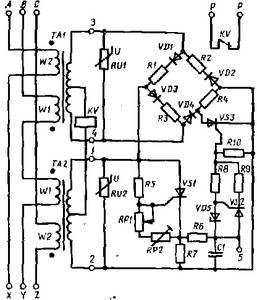 A B C 3 P P
TA1 VD1 KV
W2 U RU1 R1 R2
VD2
KV VD3 VD4 R4
W1 R3 VS3
4
1 R10
TA2 R8 R9
W1 U RU2 R5 VS1
RP1 VD5 VS2
W2 R6
RP2 R7 C1 5
2
X Y Z